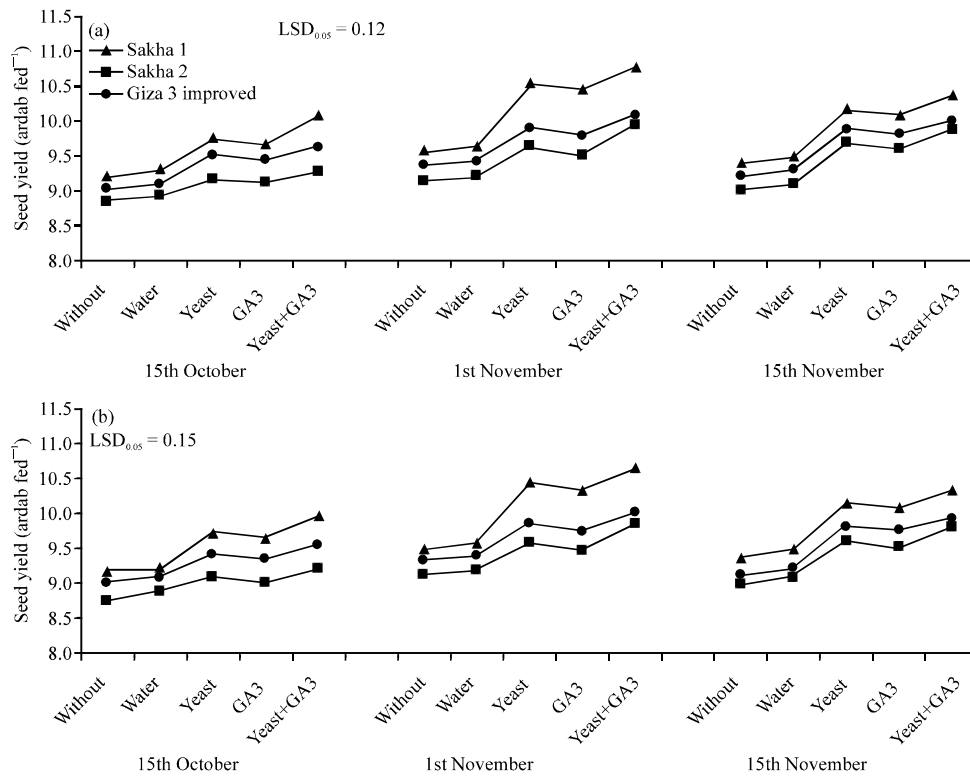 (a)
LSD0.05 = 0.12
Sakha 1
Sakha 2
Giza 3 improved
Seed yield (ardab fed⁻¹)
11.5
11.0
10.5
10.0
9.5
9.0
8.5
8.0
Without Water Yeast GA3 Yeast+GA3 Without Water Yeast GA3 Yeast+GA3 Without Water Yeast GA3 Yeast+GA3
15th October 1st November 15th November
(b)
LSD0.05 = 0.15
Seed yield (ardab fed⁻¹)
11.5
11.0
10.5
10.0
9.5
9.0
8.5
8.0
Without Water Yeast GA3 Yeast+GA3 Without Water Yeast GA3 Yeast+GA3 Without Water Yeast GA3 Yeast+GA3
15th October 1st November 15th November